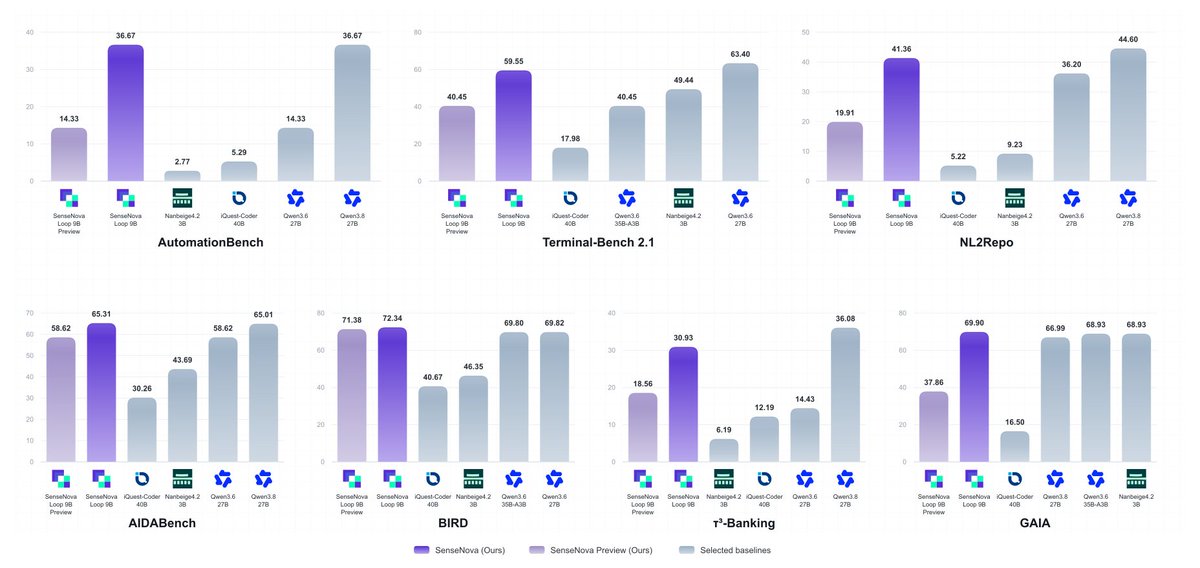 40
30
20
10
0
14.33
36.67
2.77
5.29
14.33
36.67
SenseNova
Loop 9B
Preview
SenseNova
Loop 9B
Nanbeige4.2
3B
iQuest-Coder
40B
Qwen3.6
27B
Qwen3.8
27B
AutomationBench
80
60
40
20
0
40.45
59.55
17.98
40.45
49.44
63.40
SenseNova
Loop 9B
Preview
SenseNova
Loop 9B
iQuest-Coder
40B
Qwen3.6
35B-A3B
Nanbeige4.2
3B
Qwen3.6
27B
Terminal-Bench 2.1
50
40
30
20
10
0
19.91
41.36
5.22
9.23
36.20
44.60
SenseNova
Loop 9B
Preview
SenseNova
Loop 9B
iQuest-Coder
40B
Nanbeige4.2
3B
Qwen3.6
27B
Qwen3.8
27B
NL2Repo
70
60
50
40
30
20
10
0
58.62
65.31
30.26
43.69
58.62
65.01
SenseNova
Loop 9B
Preview
SenseNova
Loop 9B
iQuest-Coder
40B
Nanbeige4.2
3B
Qwen3.6
27B
Qwen3.8
27B
AIDABench
80
60
40
20
0
71.38
72.34
40.67
46.35
69.80
69.82
SenseNova
Loop 9B
Preview
SenseNova
Loop 9B
iQuest-Coder
40B
Nanbeige4.2
3B
Qwen3.6
35B-A3B
Qwen3.6
27B
BIRD
40
30
20
10
0
18.56
30.93
6.19
12.19
14.43
36.08
SenseNova
Loop 9B
Preview
SenseNova
Loop 9B
Nanbeige4.2
3B
iQuest-Coder
40B
Qwen3.6
27B
Qwen3.8
27B
τ³-Banking
80
60
40
20
0
37.86
69.90
16.50
66.99
68.93
68.93
SenseNova
Loop 9B
Preview
SenseNova
Loop 9B
iQuest-Coder
40B
Qwen3.8
27B
Qwen3.6
35B-A3B
Nanbeige4.2
3B
GAIA
SenseNova (Ours)
SenseNova Preview (Ours)
Selected baselines